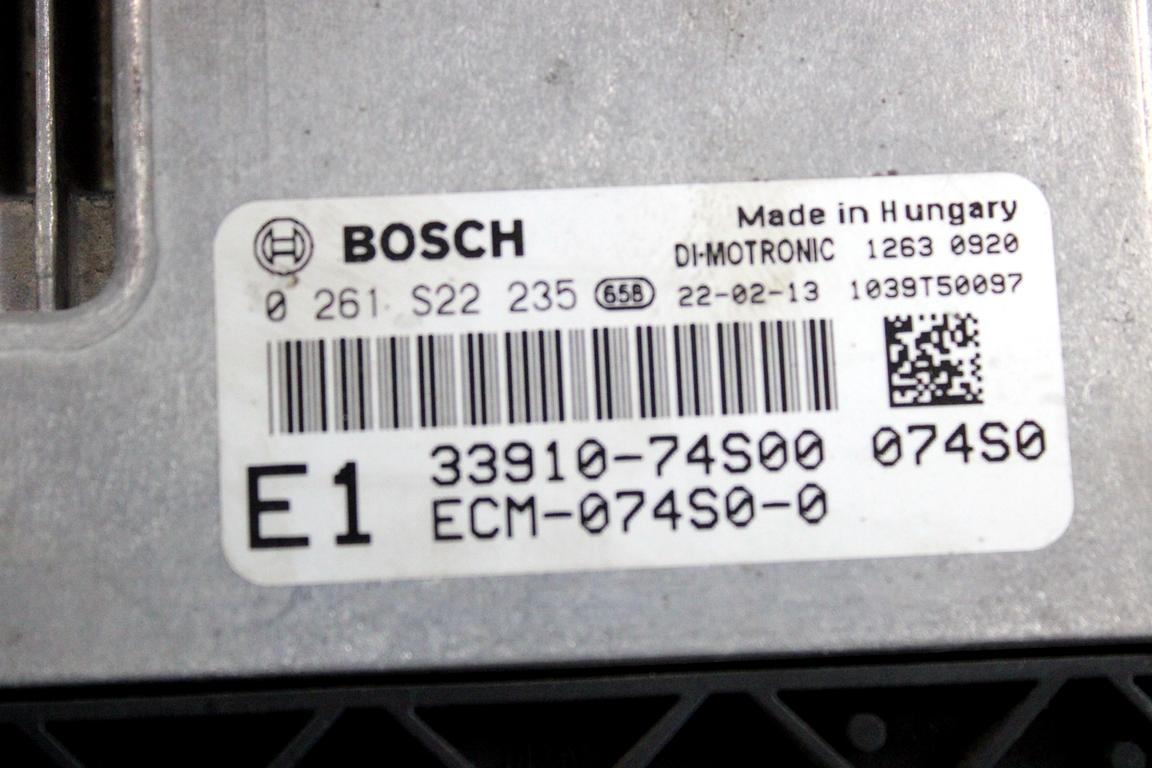 BOSCH
Made in Hungary
DI-MOTRONIC 1263 0920
0 261 S22 235 658 22-02-13 1039T50097
E1
33910-74S00 074S0
ECM-074S0-0